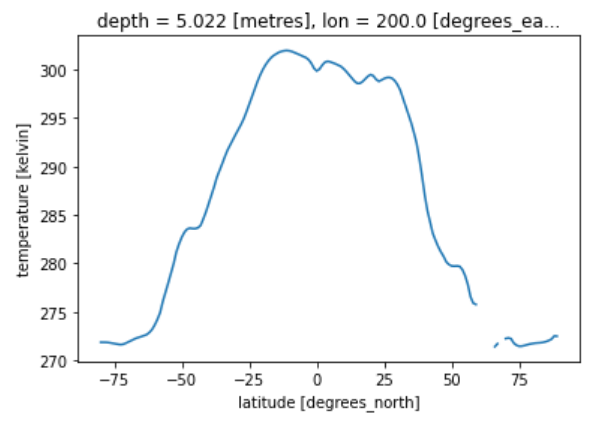 depth = 5.022 [metres], lon = 200.0 [degrees_ea...
300
295
290
285
280
275
270
temperature [kelvin]
−75 −50 −25 0 25 50 75
latitude [degrees_north]